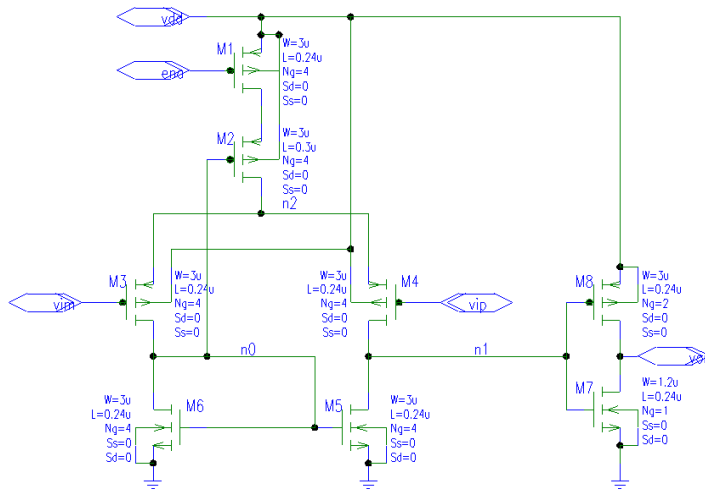 vdd
M1
W=3u
L=0.24u
Ng=4
Sd=0
Ss=0
ena
M2
W=3u
L=0.3u
Ng=4
Sd=0
Ss=0
n2
M3
W=3u
L=0.24u
Ng=4
Sd=0
Ss=0
vim
W=3u
L=0.24u
Ng=4
Sd=0
Ss=0
M4
vip
M8
W=3u
L=0.24u
Ng=2
Sd=0
Ss=0
n0
n1
M6
W=3u
L=0.24u
Ng=4
Ss=0
Sd=0
M5
W=3u
L=0.24u
Ng=4
Ss=0
Sd=0
M7
W=1.2u
L=0.24u
Ng=1
Ss=0
Sd=0